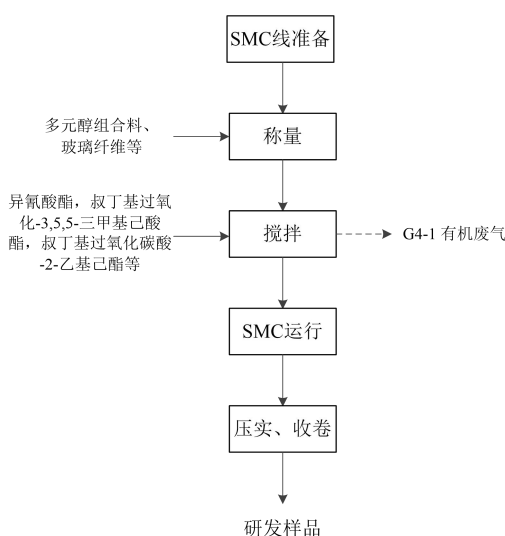 SMC线准备
多元醇组合料、
玻璃纤维等
称量
异氰酸酯，叔丁基过氧
化-3,5,5-三甲基己酸
酯，叔丁基过氧化碳酸
-2-乙基己酯等
搅拌
G4-1 有机废气
SMC运行
压实、收卷
研发样品